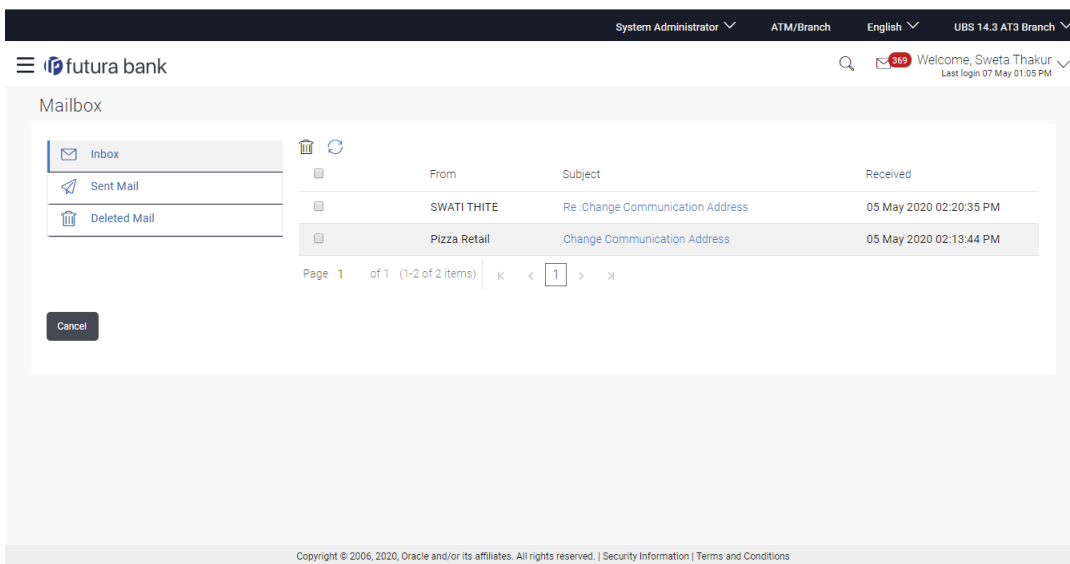 System Administrator ATM/Branch English UBS 14.3 AT3 Branch
futura bank 369 Welcome, Sweta Thakur
Last login 07 May 01:05 PM
Mailbox
Inbox
Sent Mail
Deleted Mail
From Subject Received
SWATI THITE Re :Change Communication Address 05 May 2020 02:20:35 PM
Pizza Retail Change Communication Address 05 May 2020 02:13:44 PM
Page 1 of 1 (1-2 of 2 items) 1
Cancel
Copyright © 2006, 2020, Oracle and/or its affiliates. All rights reserved. | Security Information | Terms and Conditions